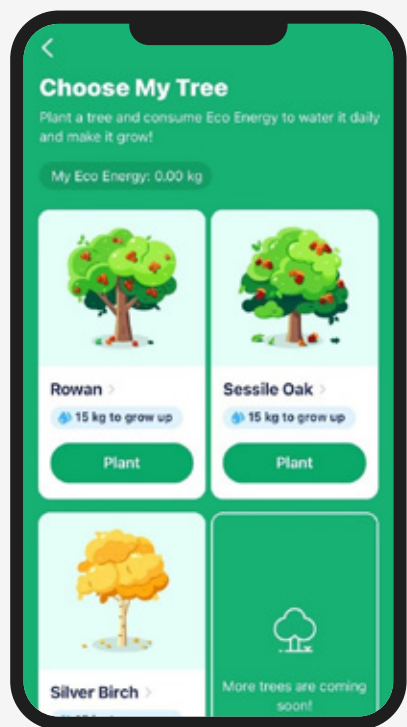 Choose My Tree
Plant a tree and consume Eco Energy to water it daily
and make it grow!
My Eco Energy: 0.00 kg
Rowan
15 kg to grow up
Plant
Sessile Oak
15 kg to grow up
Plant
Silver Birch
More trees are coming
soon!